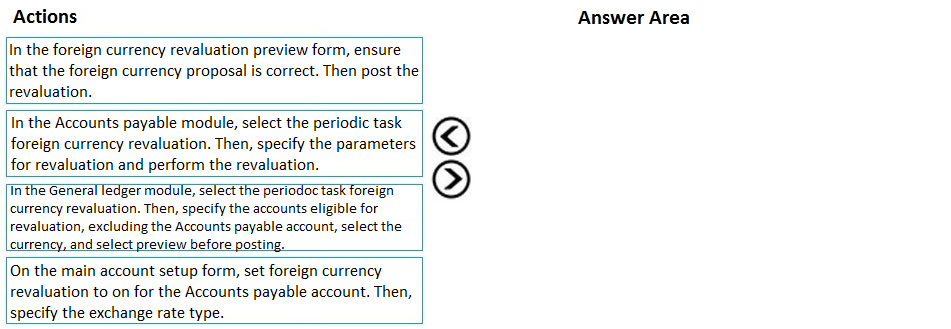 Actions
Answer Area
In the foreign currency revaluation preview form, ensure
that the foreign currency proposal is correct. Then post the
revaluation.
In the Accounts payable module, select the periodic task
foreign currency revaluation. Then, specify the parameters
for revaluation and perform the revaluation.
In the General ledger module, select the periodoc task foreign
currency revaluation. Then, specify the accounts eligible for
revaluation, excluding the Accounts payable account, select the
currency, and select preview before posting.
On the main account setup form, set foreign currency
revaluation to on for the Accounts payable account. Then,
specify the exchange rate type.